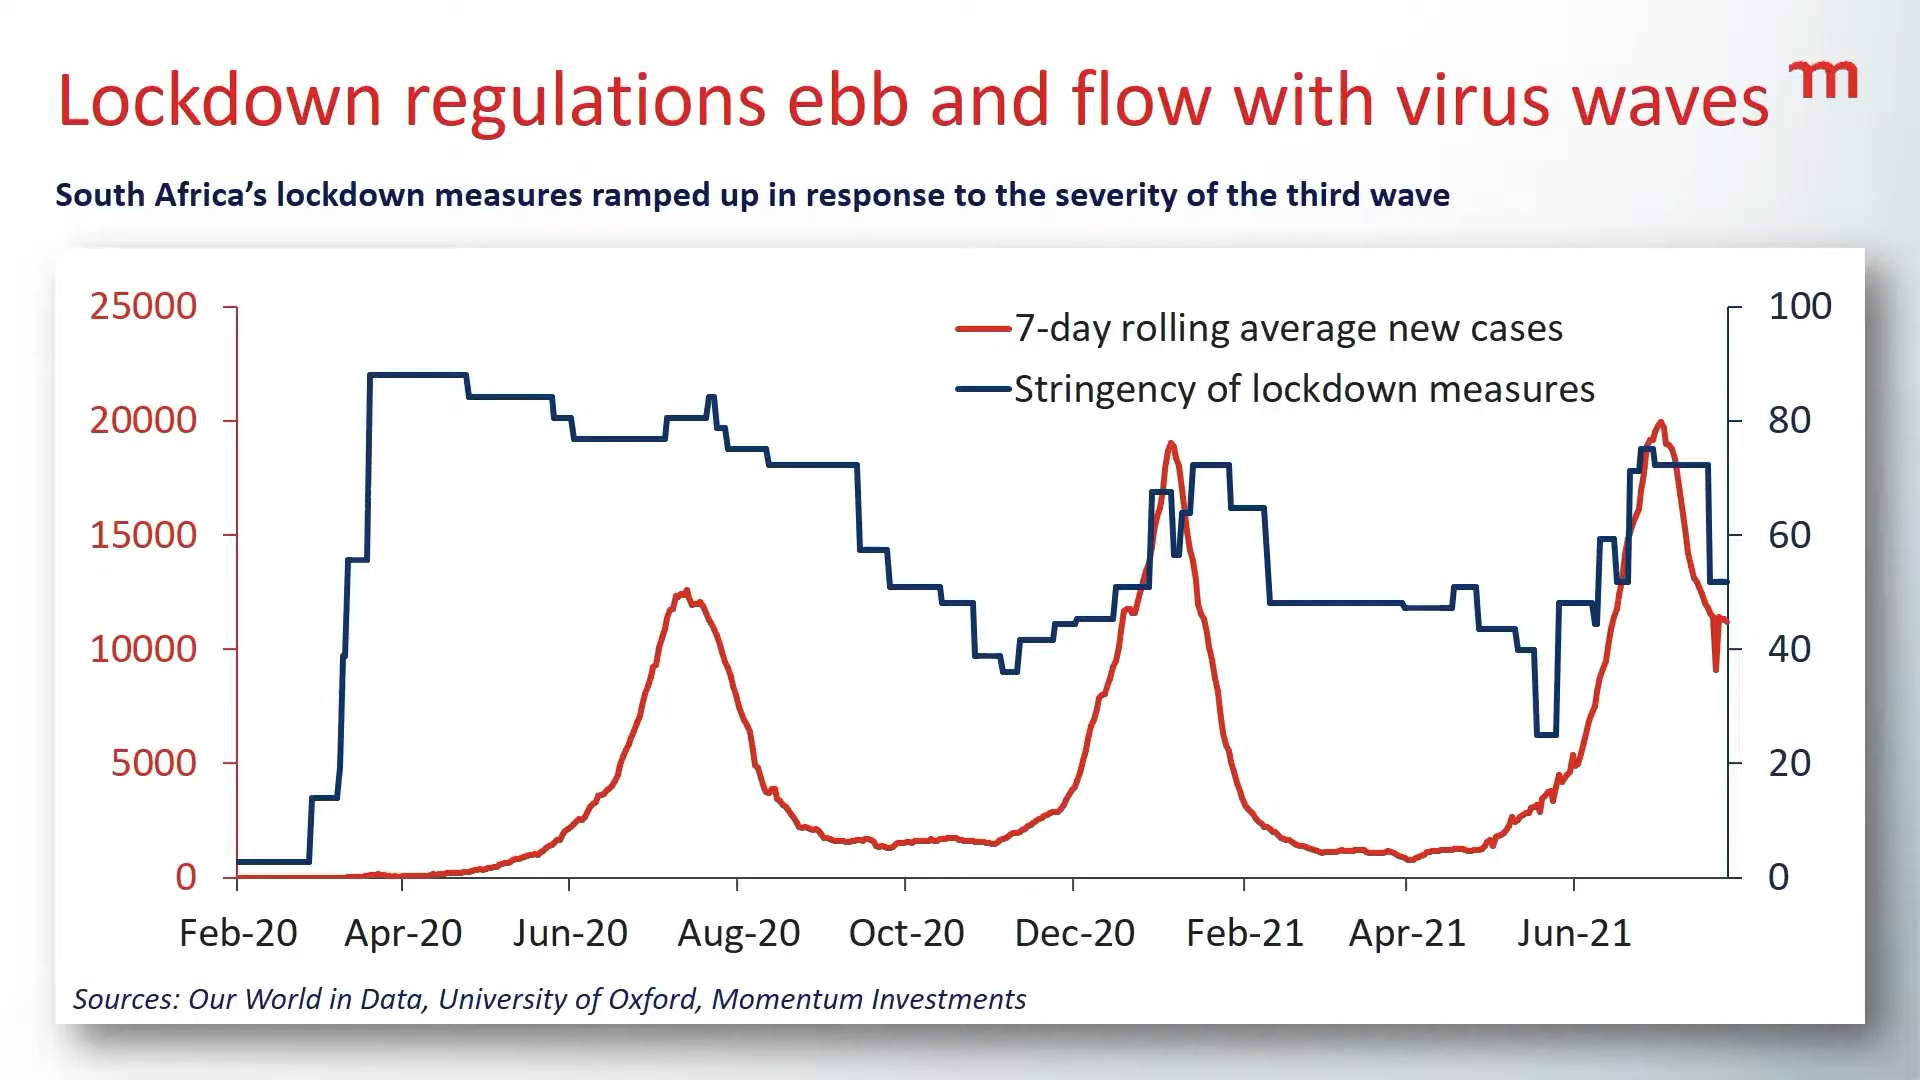 Lockdown regulations ebb and flow with virus waves
m
South Africa’s lockdown measures ramped up in response to the severity of the third wave
25000
20000
15000
10000
5000
0
7-day rolling average new cases
Stringency of lockdown measures
100
80
60
40
20
0
Feb-20 Apr-20 Jun-20 Aug-20 Oct-20 Dec-20 Feb-21 Apr-21 Jun-21
Sources: Our World in Data, University of Oxford, Momentum Investments